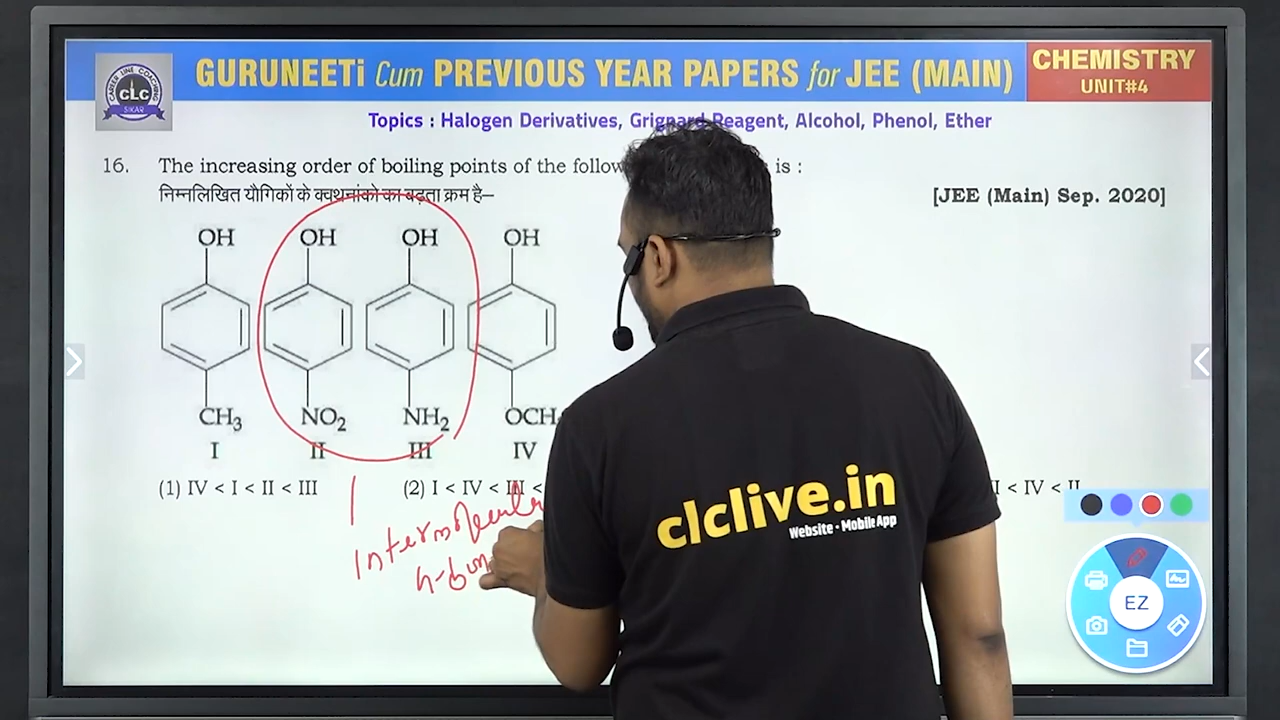 GURUNEETi Cum PREVIOUS YEAR PAPERS for JEE (MAIN)
CHEMISTRY
UNIT#4
CLC
SIKAR
Topics : Halogen Derivatives, Grignard Reagent, Alcohol, Phenol, Ether
16. The increasing order of boiling points of the is :
निम्नलिखित यौगिकों के क्वथनांको का बढ़ता क्रम है–
[JEE (Main) Sep. 2020]
OH OH OH OH
CH3 NO2 NH2 OCH
I II III IV
(1) IV < I < II < III (2) I < IV < III < I < IV < II
Intermolecular
H-bon
clclive.in
Website • Mobile App
EZ